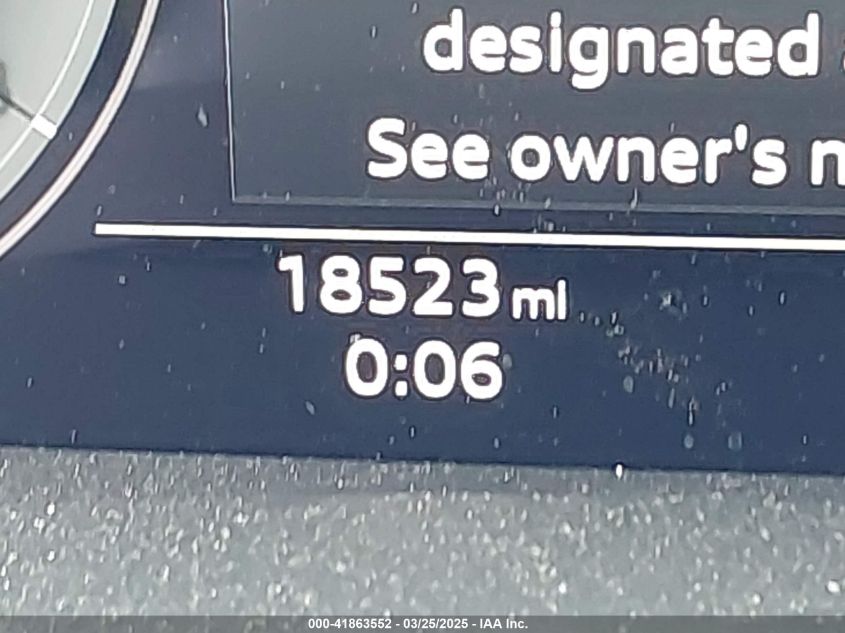 designated
See owner's
18523 mi
0:06
000-41863552 - 03/25/2025 - IAA Inc.